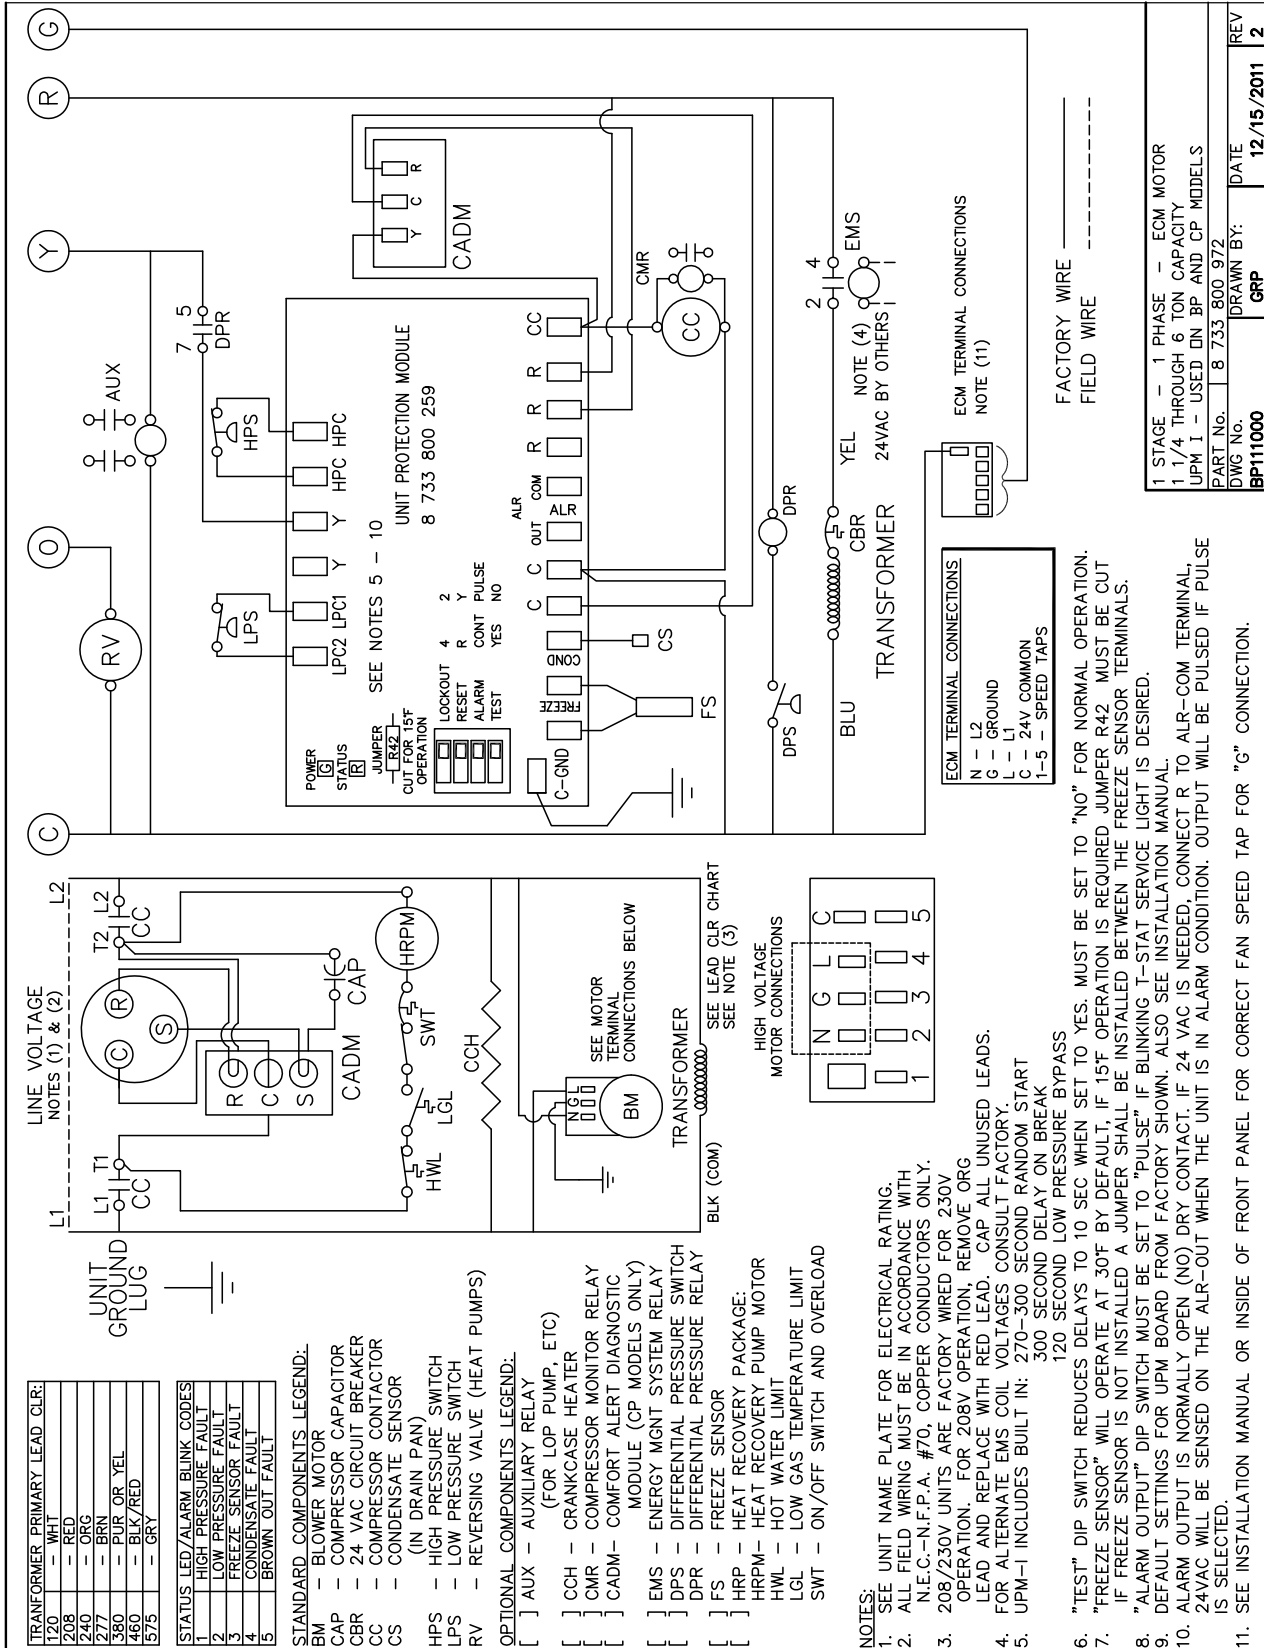 TRANFORMER PRIMARY LEAD CLR:
120 - WHT
208 - RED
240 - ORG
277 - BRN
380 - PUR OR YEL
460 - BLK/RED
575 - GRY
STATUS LED/ALARM BLINK CODES
1 HIGH PRESSURE FAULT
2 LOW PRESSURE FAULT
3 FREEZE SENSOR FAULT
4 CONDENSATE FAULT
5 BROWN OUT FAULT
STANDARD COMPONENTS LEGEND:
BM - BLOWER MOTOR
CAP - COMPRESSOR CAPACITOR
CBR - 24 VAC CIRCUIT BREAKER
CC - COMPRESSOR CONTACTOR
CS - CONDENSATE SENSOR
(IN DRAIN PAN)
HPS - HIGH PRESSURE SWITCH
LPS - LOW PRESSURE SWITCH
RV - REVERSING VALVE (HEAT PUMPS)
OPTIONAL COMPONENTS LEGEND:
[ ] AUX - AUXILIARY RELAY
(FOR LOP PUMP, ETC)
[ ] CCH - CRANKCASE HEATER
[ ] CMR - COMPRESSOR MONITOR RELAY
[ ] CADM- COMFORT ALERT DIAGNOSTIC
MODULE (CP MODELS ONLY)
[ ] EMS - ENERGY MGNT SYSTEM RELAY
[ ] DPS - DIFFERENTIAL PRESSURE SWITCH
[ ] DPR - DIFFERENTIAL PRESSURE RELAY
[ ] FS - FREEZE SENSOR
[ ] HRP - HEAT RECOVERY PACKAGE:
HRPM- HEAT RECOVERY PUMP MOTOR
HWL - HOT WATER LIMIT
LGL - LOW GAS TEMPERATURE LIMIT
SWT - ON/OFF SWITCH AND OVERLOAD
UNIT
GROUND
LUG
LINE VOLTAGE
NOTES (1) & (2)
L1
L2
L1 T1
CC
T2 L2
CC
C
R
S
R
C
S
CADM
CAP
HRPM
SWT
LGL
HWL
CCH
N G L
BM
SEE MOTOR
TERMINAL
CONNECTIONS BELOW
TRANSFORMER
BLK (COM)
SEE LEAD CLR CHART
SEE NOTE (3)
HIGH VOLTAGE
MOTOR CONNECTIONS
N G L C
1 2 3 4 5
C
O
Y
R
G
RV
AUX
7 5
DPR
LPS
HPS
LPC2 LPC1 Y Y HPC HPC
POWER
G
STATUS
R
SEE NOTES 5 - 10
UNIT PROTECTION MODULE
8 733 800 259
JUMPER
R42
CUT FOR 15°F
OPERATION
LOCKOUT 4 2
RESET R Y
ALARM CONT PULSE
TEST YES NO
C-GND
FREEZE
COND
C C
ALR
OUT COM
ALR
R R R CC
FS
CS
CC
CMR
Y C R
CADM
DPS
DPR
BLU
TRANSFORMER
CBR
YEL
2 4
EMS
NOTE (4)
24VAC BY OTHERS
ECM TERMINAL CONNECTIONS
N - L2
G - GROUND
L - L1
C - 24V COMMON
1-5 - SPEED TAPS
ECM TERMINAL CONNECTIONS
NOTE (11)
FACTORY WIRE
FIELD WIRE
NOTES:
1. SEE UNIT NAME PLATE FOR ELECTRICAL RATING.
2. ALL FIELD WIRING MUST BE IN ACCORDANCE WITH
N.E.C.-N.F.P.A. #70, COPPER CONDUCTORS ONLY.
3. 208/230V UNITS ARE FACTORY WIRED FOR 230V
OPERATION. FOR 208V OPERATION, REMOVE ORG
LEAD AND REPLACE WITH RED LEAD. CAP ALL UNUSED LEADS.
4. FOR ALTERNATE EMS COIL VOLTAGES CONSULT FACTORY.
5. UPM-I INCLUDES BUILT IN: 270-300 SECOND RANDOM START
300 SECOND DELAY ON BREAK
120 SECOND LOW PRESSURE BYPASS
6. "TEST" DIP SWITCH REDUCES DELAYS TO 10 SEC WHEN SET TO YES. MUST BE SET TO "NO" FOR NORMAL OPERATION.
7. "FREEZE SENSOR" WILL OPERATE AT 30°F BY DEFAULT, IF 15°F OPERATION IS REQUIRED JUMPER R42 MUST BE CUT
IF FREEZE SENSOR IS NOT INSTALLED A JUMPER SHALL BE INSTALLED BETWEEN THE FREEZE SENSOR TERMINALS.
8. "ALARM OUTPUT" DIP SWITCH MUST BE SET TO "PULSE" IF BLINKING T-STAT SERVICE LIGHT IS DESIRED.
9. DEFAULT SETTINGS FOR UPM BOARD FROM FACTORY SHOWN. ALSO SEE INSTALLATION MANUAL.
10. ALARM OUTPUT IS NORMALLY OPEN (NO) DRY CONTACT. IF 24 VAC IS NEEDED, CONNECT R TO ALR-COM TERMINAL,
24VAC WILL BE SENSED ON THE ALR-OUT WHEN THE UNIT IS IN ALARM CONDITION. OUTPUT WILL BE PULSED IF PULSE
IS SELECTED.
11. SEE INSTALLATION MANUAL OR INSIDE OF FRONT PANEL FOR CORRECT FAN SPEED TAP FOR "G" CONNECTION.
1 STAGE - 1 PHASE - ECM MOTOR
1 1/4 THROUGH 6 TON CAPACITY
UPM I - USED ON BP AND CP MODELS
PART No. 8 733 800 972
DWG No. DRAWN BY: DATE REV
BP111000 GRP 12/15/2011 2